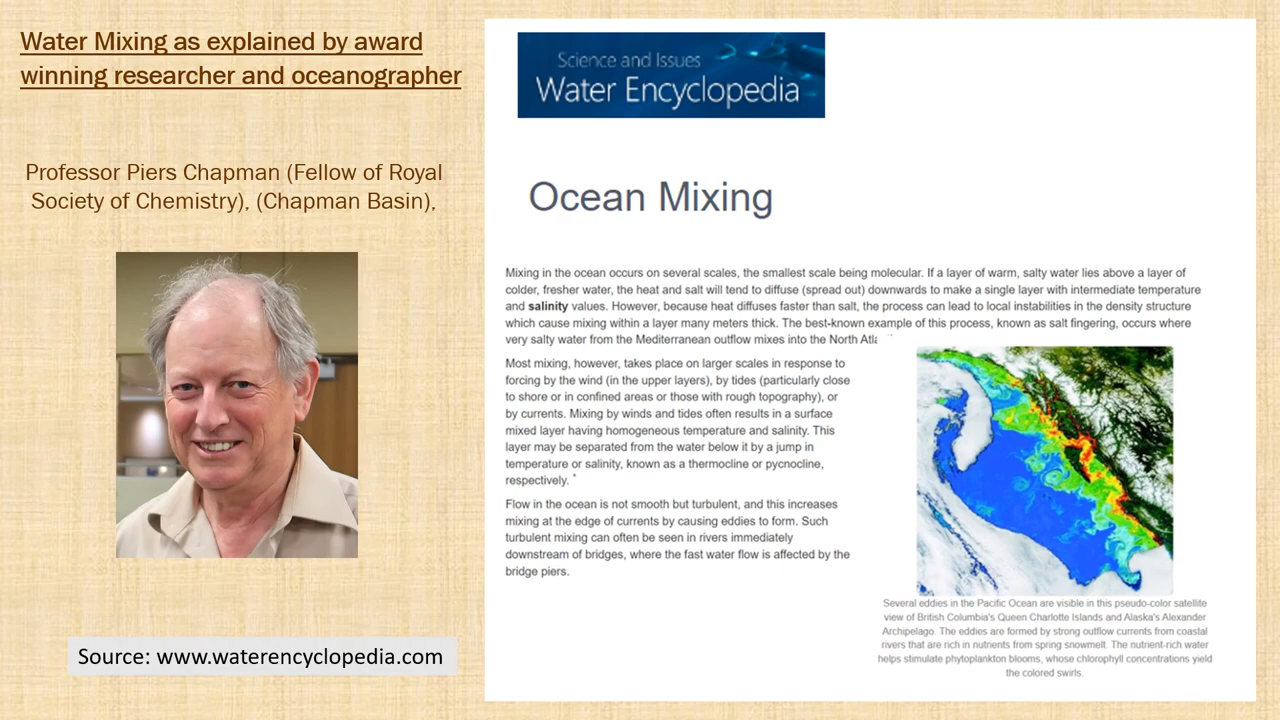 Water Mixing as explained by award
winning researcher and oceanographer
Professor Piers Chapman (Fellow of Royal
Society of Chemistry), (Chapman Basin),
Source: www.waterencyclopedia.com
Science and Issues
Water Encyclopedia
Ocean Mixing
Mixing in the ocean occurs on several scales, the smallest scale being molecular. If a layer of warm, salty water lies above a layer of
colder, fresher water, the heat and salt will tend to diffuse (spread out) downwards to make a single layer with intermediate temperature
and salinity values. However, because heat diffuses faster than salt, the process can lead to local instabilities in the density structure
which cause mixing within a layer many meters thick. The best-known example of this process, known as salt fingering, occurs where
very salty water from the Mediterranean outflow mixes into the North Atla
Most mixing, however, takes place on larger scales in response to
forcing by the wind (in the upper layers), by tides (particularly close
to shore or in confined areas or those with rough topography), or
by currents. Mixing by winds and tides often results in a surface
mixed layer having homogeneous temperature and salinity. This
layer may be separated from the water below it by a jump in
temperature or salinity, known as a thermocline or pycnocline,
respectively. *
Flow in the ocean is not smooth but turbulent, and this increases
mixing at the edge of currents by causing eddies to form. Such
turbulent mixing can often be seen in rivers immediately
downstream of bridges, where the fast water flow is affected by the
bridge piers.
Several eddies in the Pacific Ocean are visible in this pseudo-color satellite
view of British Columbia's Queen Charlotte Islands and Alaska's Alexander
Archipelago. The eddies are formed by strong outflow currents from coastal
rivers that are rich in nutrients from spring snowmelt. The nutrient-rich water
helps stimulate phytoplankton blooms, whose chlorophyll concentrations yield
the colored swirls.